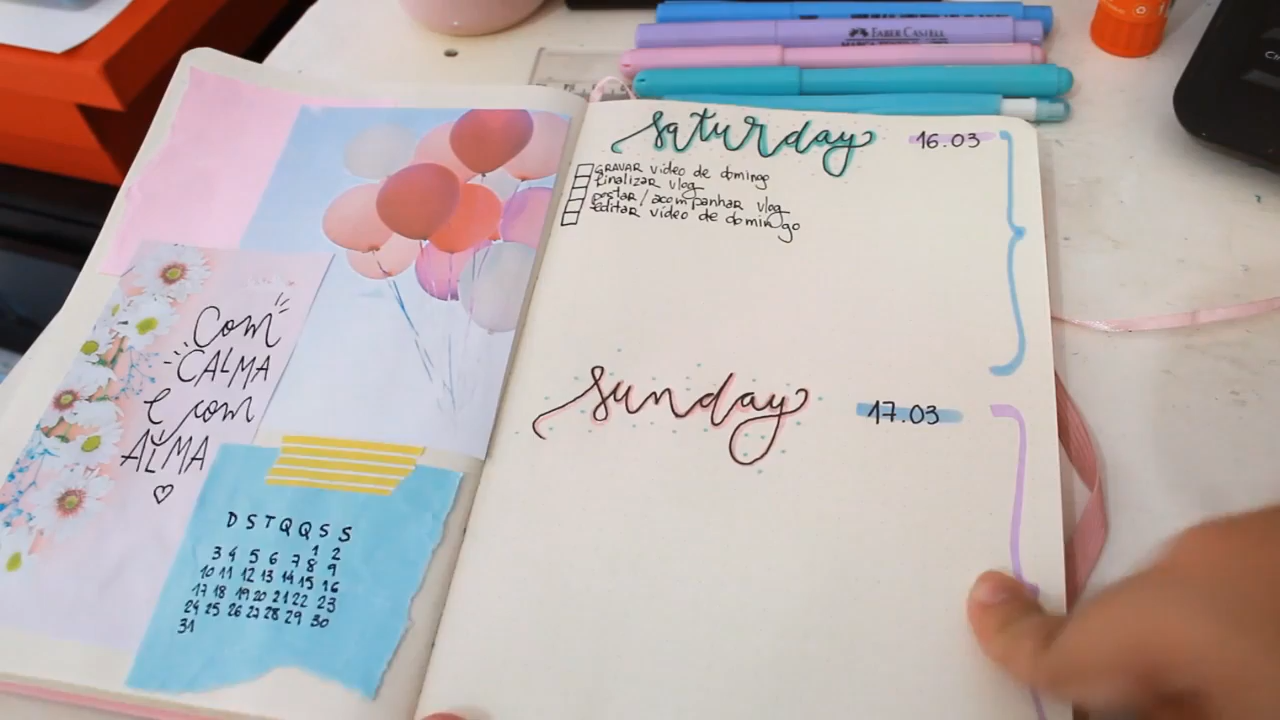 Com
CALMA
e com
ALMA
D S T Q Q S S
1 2
3 4 5 6 7 8 9
10 11 12 13 14 15 16
17 18 19 20 21 22 23
24 25 26 27 28 29 30
31
FABER CASTELL
saturday 16.03
GRAVAR vídeo de domingo
finalizar vlog
postar/acompanhar vlog
editar vídeo de domingo
sunday 17.03